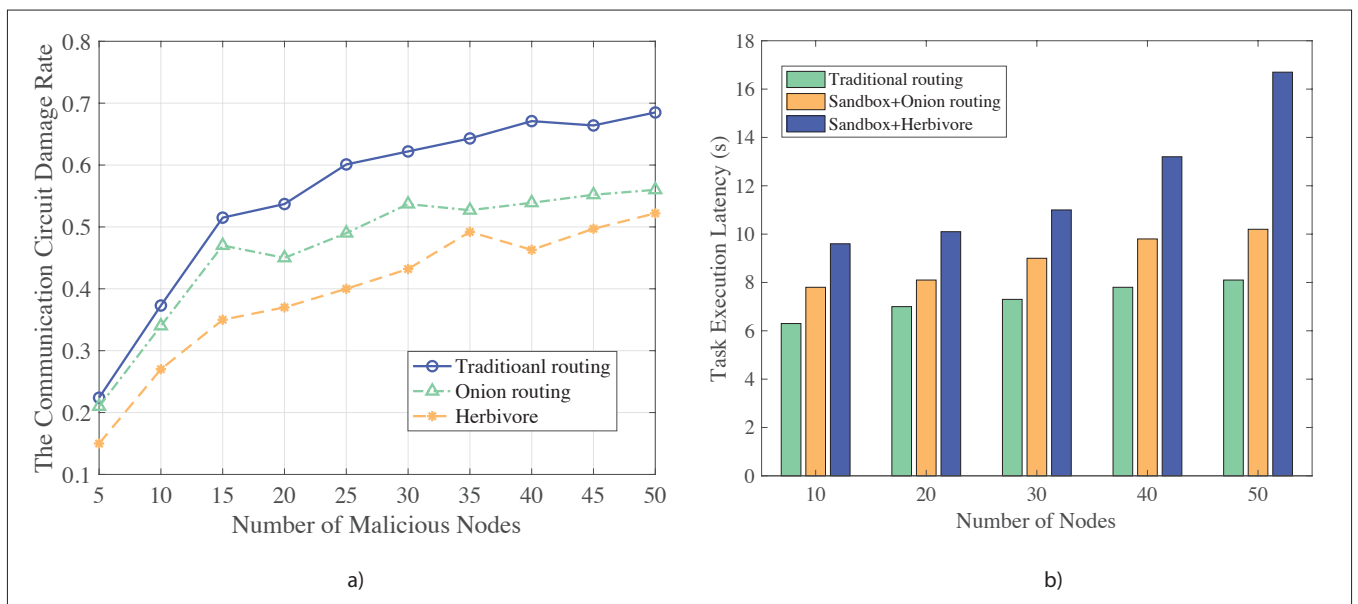 0.8
0.7
0.6
0.5
0.4
0.3
0.2
0.1
The Communication Circuit Damage Rate
5 10 15 20 25 30 35 40 45 50
Number of Malicious Nodes
Traditioanl routing
Onion routing
Herbivore
a)
18
16
14
12
10
8
6
4
2
0
Task Execution Latency (s)
10 20 30 40 50
Number of Nodes
Traditional routing
Sandbox+Onion routing
Sandbox+Herbivore
b)